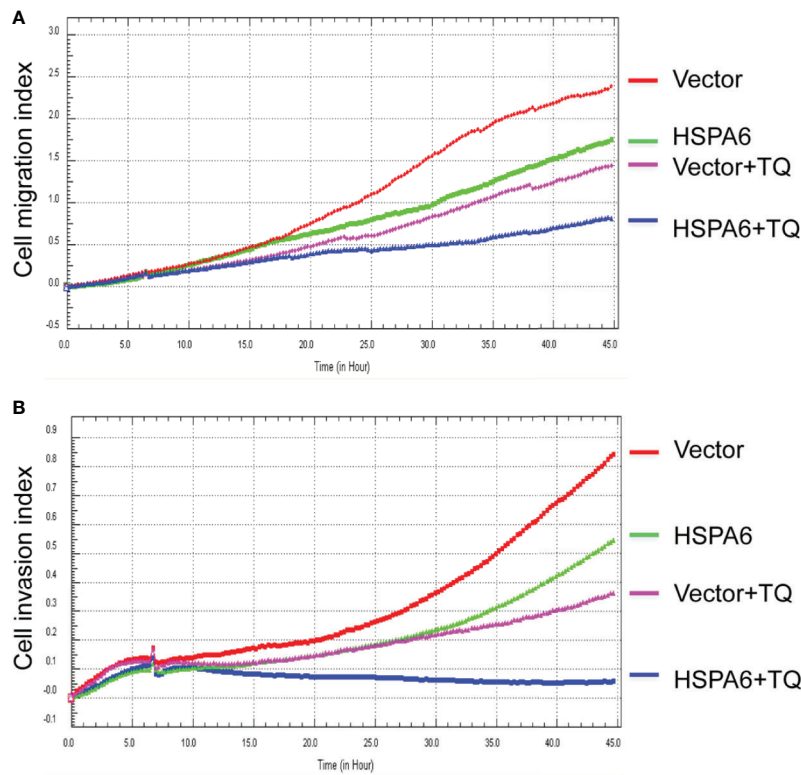 A
Cell migration index
3.0
2.5
2.0
1.5
1.0
0.5
0.0
-0.5
0.0 5.0 10.0 15.0 20.0 25.0 30.0 35.0 40.0 45.0
Time (in Hour)
Vector
HSPA6
Vector+TQ
HSPA6+TQ
B
Cell invasion index
0.9
0.8
0.7
0.6
0.5
0.4
0.3
0.2
0.1
-0.0
-0.1
0.0 5.0 10.0 15.0 20.0 25.0 30.0 35.0 40.0 45.0
Time (in Hour)
Vector
HSPA6
Vector+TQ
HSPA6+TQ